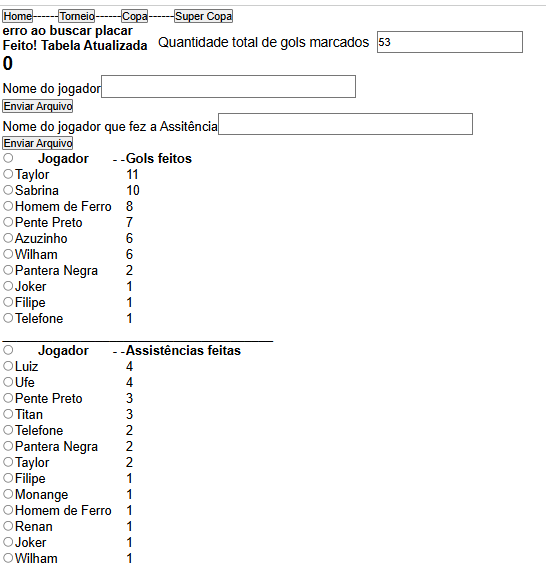 Home------Torneio------Copa------Super Copa
erro ao buscar placar
Feito! Tabela Atualizada Quantidade total de gols marcados 53
0
Nome do jogador
Enviar Arquivo
Nome do jogador que fez a Assitência
Enviar Arquivo
Jogador - -Gols feitos
Taylor 11
Sabrina 10
Homem de Ferro 8
Pente Preto 7
Azuzinho 6
Wilham 6
Pantera Negra 2
Joker 1
Filipe 1
Telefone 1
Jogador - -Assistências feitas
Luiz 4
Ufe 4
Pente Preto 3
Titan 3
Telefone 2
Pantera Negra 2
Taylor 2
Filipe 1
Monange 1
Homem de Ferro 1
Renan 1
Joker 1
Wilham 1